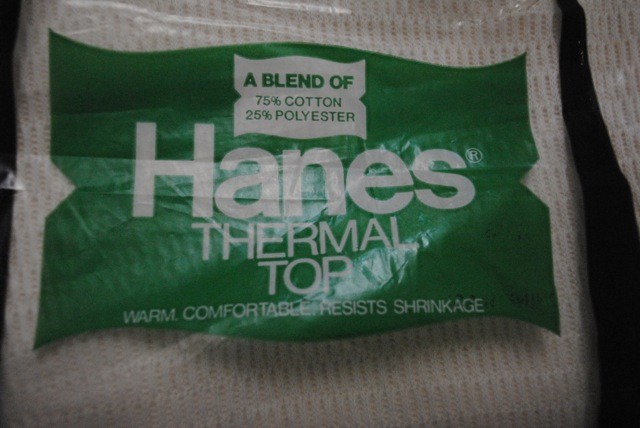 A BLEND OF
75% COTTON
25% POLYESTER
Hanes®
THERMAL
TOP
WARM. COMFORTABLE. RESISTS SHRINKAGE